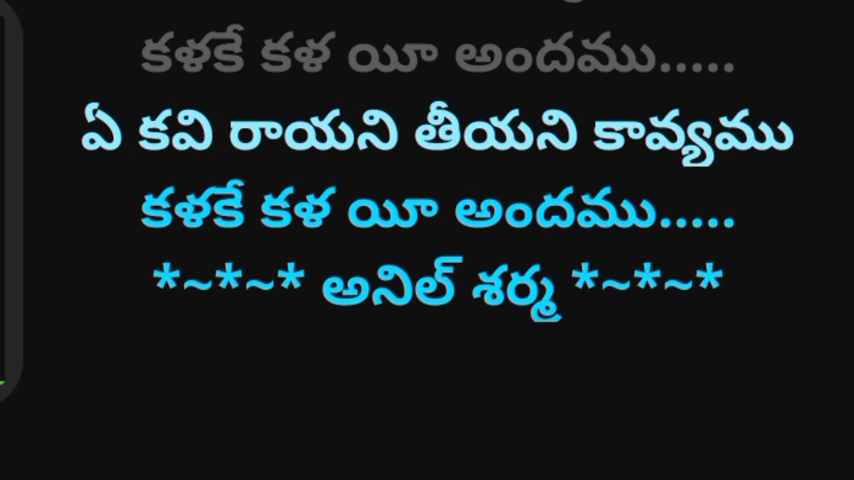 కళకే కళ యీ అందము.....
ఏ కవి రాయని తీయని కావ్యము
కళకే కళ యీ అందము.....
*~*~* అనిల్ శర్మ *~*~*